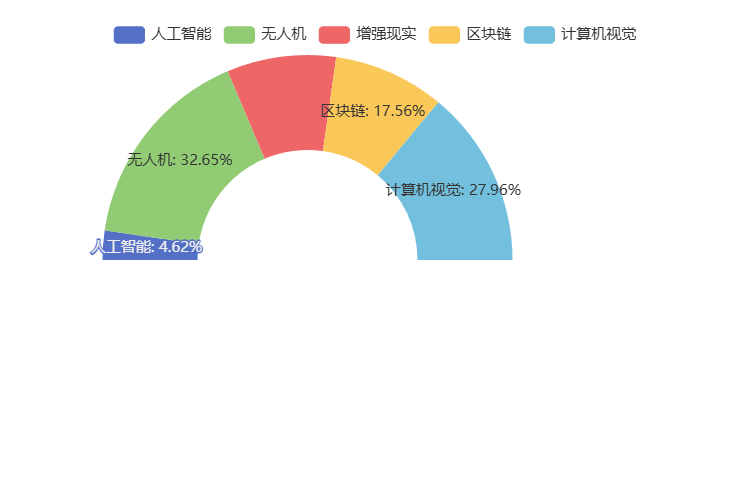 人工智能 无人机 增强现实 区块链 计算机视觉
区块链: 17.56%
无人机: 32.65%
计算机视觉: 27.96%
人工智能: 4.62%